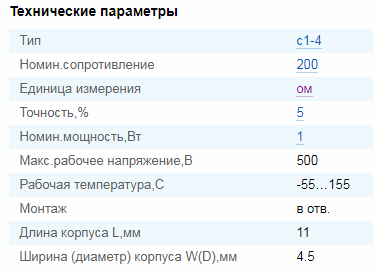 Технические параметры
Тип с1-4
Номин.сопротивление 200
Единица измерения ом
Точность,% 5
Номин.мощность,Вт 1
Макс.рабочее напряжение,В 500
Рабочая температура,С -55…155
Монтаж в отв.
Длина корпуса L,мм 11
Ширина (диаметр) корпуса W(D),мм 4.5